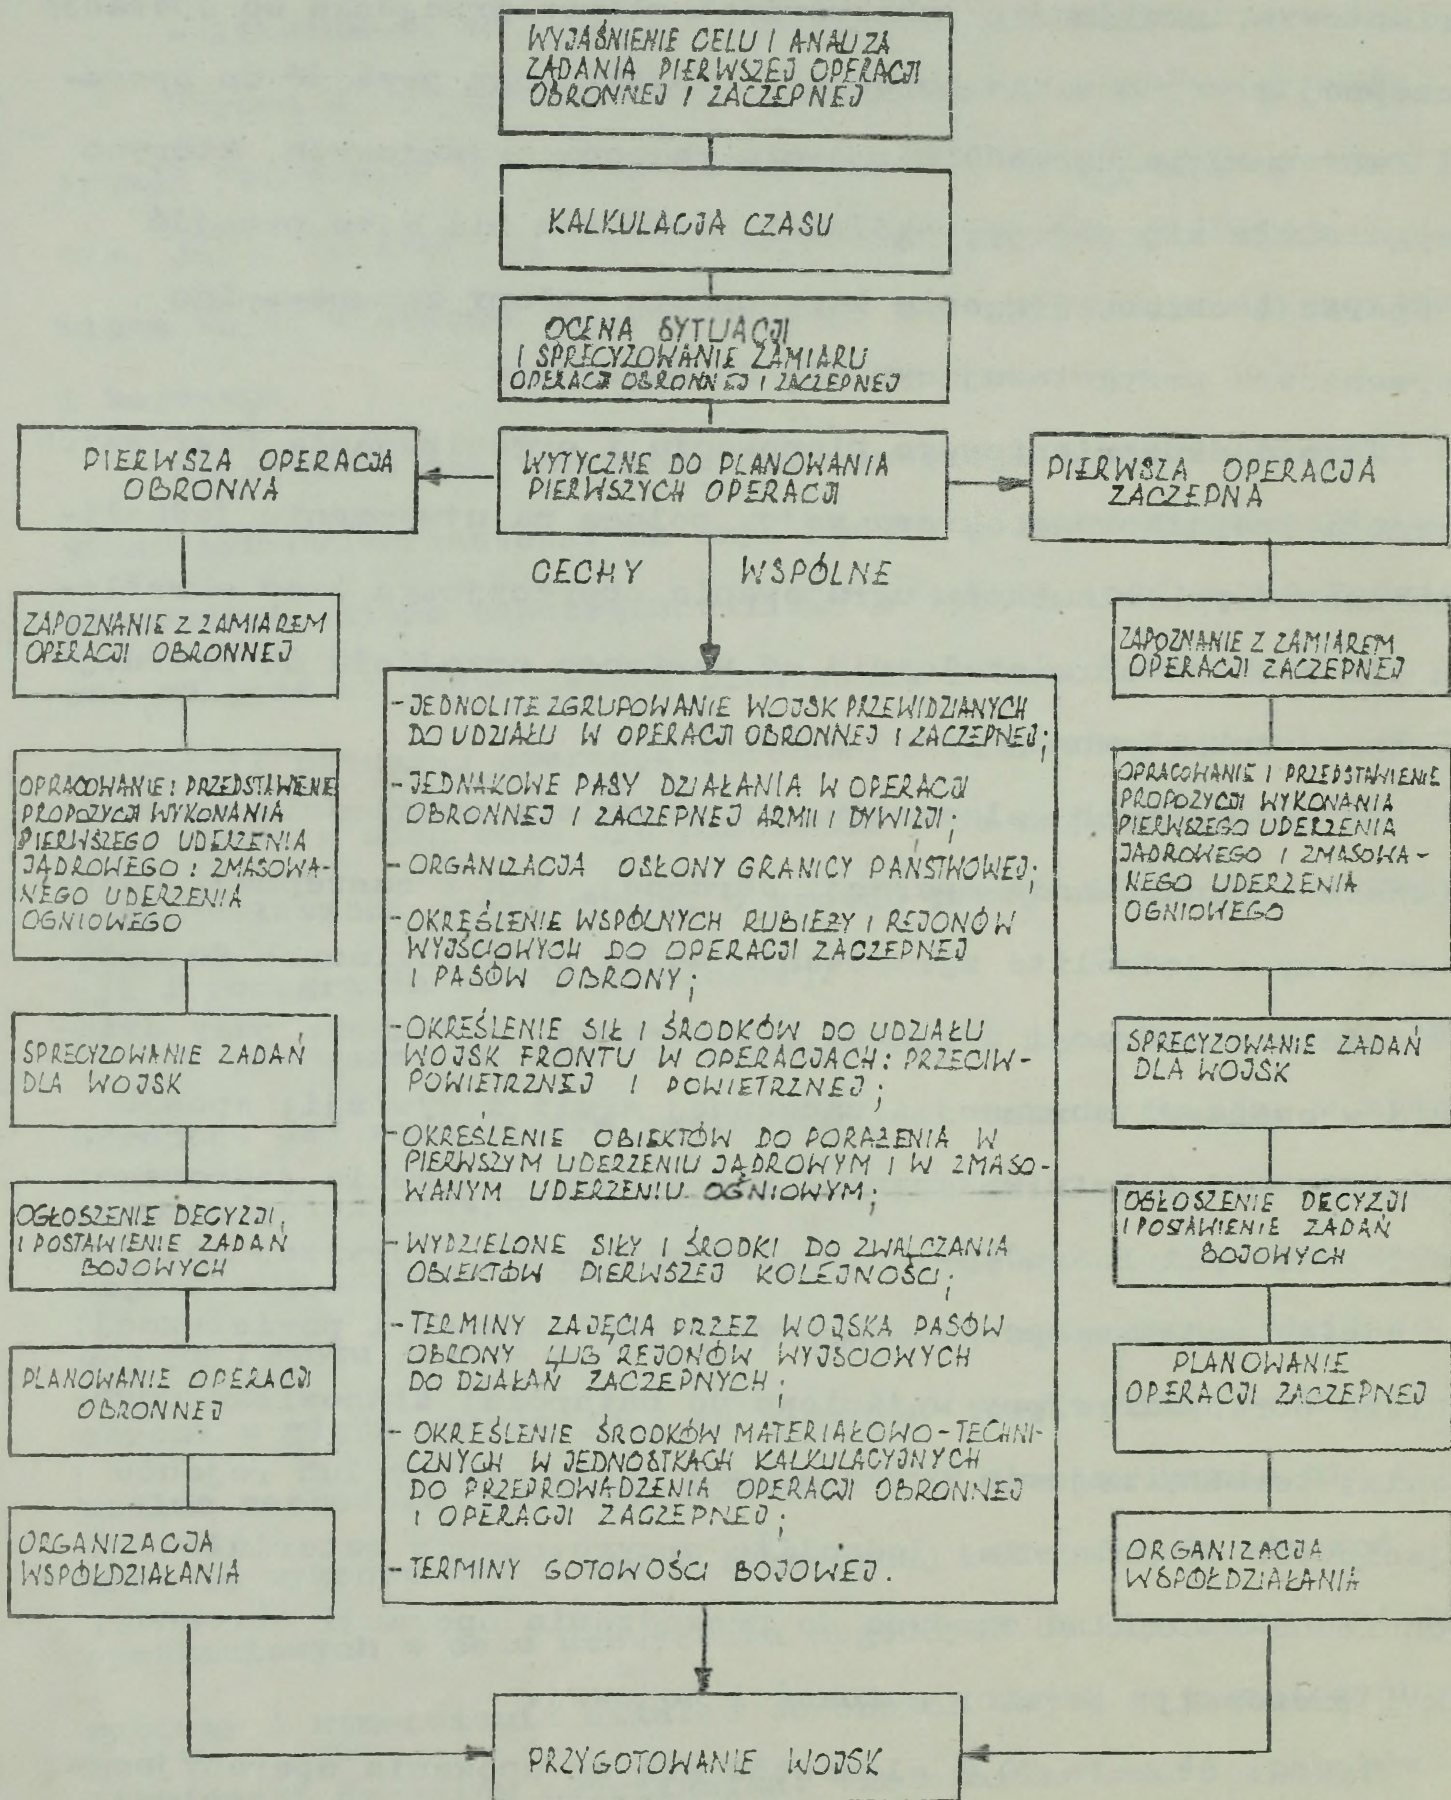 WYJAŚNIENIE CELU I ANALIZA
ZADANIA PIERWSZEJ OPERACJI
OBRONNEJ I ZACZEPNEJ
KALKULACJA CZASU
OCENA SYTUACJI
I SPRECYZOWANIE ZAMIARU
OPERACJI OBRONNEJ I ZACZEPNEJ
PIERWSZA OPERACJA
OBRONNA
WYTYCZNE DO PLANOWANIA
PIERWSZYCH OPERACJI
PIERWSZA OPERACJA
ZACZEPNA
CECHY WSPÓLNE
ZAPOZNANIE Z ZAMIAREM
OPERACJI OBRONNEJ
OPRACOWANIE I PRZEDSTAWIENIE
PROPOZYCJI WYKONANIA
PIERWSZEGO UDERZENIA
JĄDROWEGO I ZMASOWA-
NEGO UDERZENIA
OGNIOWEGO
SPRECYZOWANIE ZADAŃ
DLA WOJSK
OGŁOSZENIE DECYZJI,
I POSTAWIENIE ZADAŃ
BOJOWYCH
PLANOWANIE OPERACJI
OBRONNEJ
ORGANIZACJA
WSPÓŁDZIAŁANIA
- JEDNOLITE ZGRUPOWANIE WOJSK PRZEWIDZIANYCH
DO UDZIAŁU W OPERACJI OBRONNEJ I ZACZEPNEJ;
- JEDNAKOWE PASY DZIAŁANIA W OPERACJI
OBRONNEJ I ZACZEPNEJ ARMII I DYWIZJI;
- ORGANIZACJA OSŁONY GRANICY PAŃSTWOWEJ;
- OKREŚLENIE WSPÓLNYCH RUBIEŻY I REJONÓW
WYJŚCIOWYCH DO OPERACJI ZACZEPNEJ
I PASÓW OBRONY;
- OKREŚLENIE SIŁ I ŚRODKÓW DO UDZIAŁU
WOJSK FRONTU W OPERACJACH: PRZECIW-
POWIETRZNEJ I POWIETRZNEJ;
- OKREŚLENIE OBIEKTÓW DO PORAŻENIA W
PIERWSZYM UDERZENIU JĄDROWYM I W ZMASO-
WANYM UDERZENIU OGNIOWYM;
- WYDZIELONE SIŁY I ŚRODKI DO ZWALCZANIA
OBIEKTÓW PIERWSZEJ KOLEJNOŚCI;
- TERMINY ZAJĘCIA PRZEZ WOJSKA PASÓW
OBRONY LUB REJONÓW WYJŚCIOWYCH
DO DZIAŁAŃ ZACZEPNYCH;
- OKREŚLENIE ŚRODKÓW MATERIAŁOWO-TECHNI-
CZNYCH W JEDNOSTKACH KALKULACYJNYCH
DO PRZEPROWADZENIA OPERACJI OBRONNEJ
I OPERACJI ZACZEPNEJ;
- TERMINY GOTOWOŚCI BOJOWEJ.
ZAPOZNANIE Z ZAMIAREM
OPERACJI ZACZEPNEJ
OPRACOWANIE I PRZEDSTAWIENIE
PROPOZYCJI WYKONANIA
PIERWSZEGO UDERZENIA
JĄDROWEGO I ZMASOWA-
NEGO UDERZENIA
OGNIOWEGO
SPRECYZOWANIE ZADAŃ
DLA WOJSK
OGŁOSZENIE DECYZJI
I POSTAWIENIE ZADAŃ
BOJOWYCH
PLANOWANIE
OPERACJI ZACZEPNEJ
ORGANIZACJA
WSPÓŁDZIAŁANIA
PRZYGOTOWANIE WOJSK